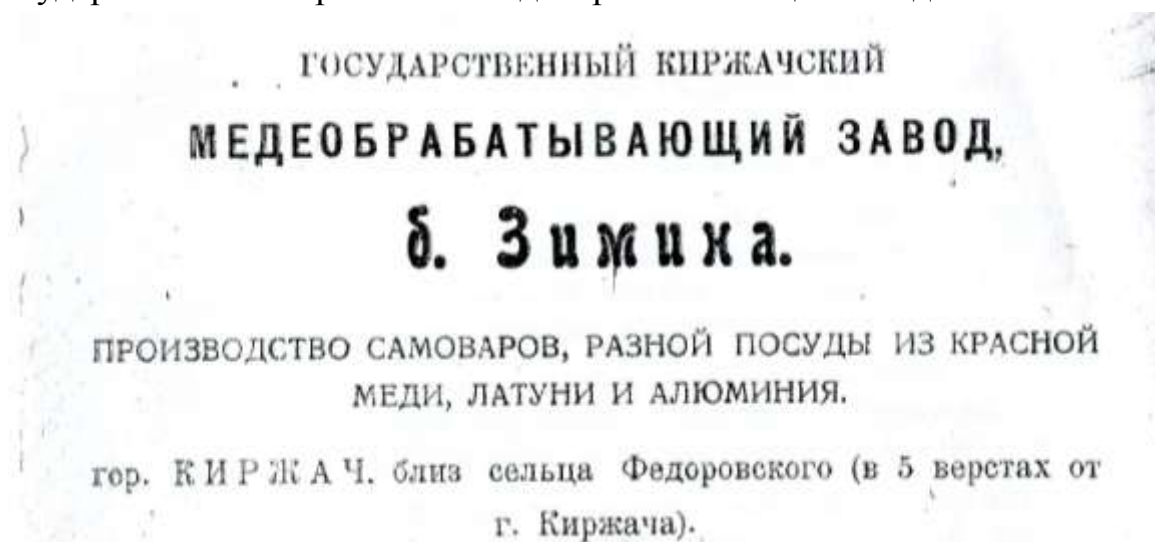 ГОСУДАРСТВЕННЫЙ КИРЖАЧСКИЙ
МЕДЕОБРАБАТЫВАЮЩИЙ ЗАВОД,
б. Зимина.
ПРОИЗВОДСТВО САМОВАРОВ, РАЗНОЙ ПОСУДЫ ИЗ КРАСНОЙ
МЕДИ, ЛАТУНИ И АЛЮМИНИЯ.
гор. КИРЖАЧ. близ сельца Федоровского (в 5 верстах от
г. Киржача).